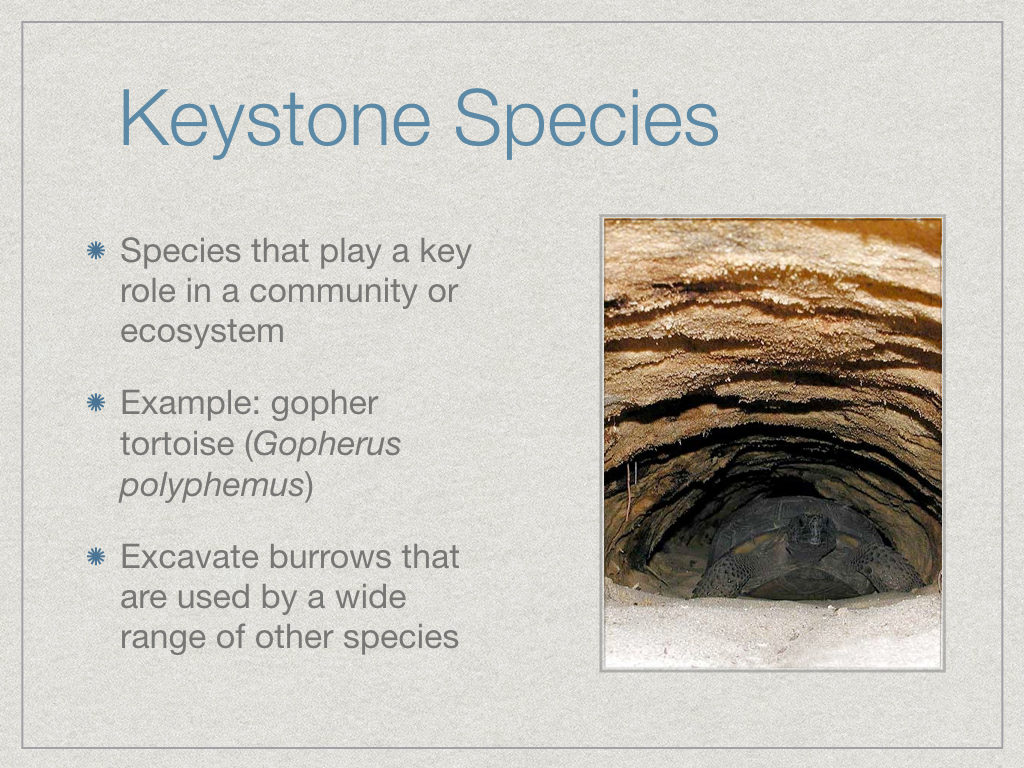 Keystone Species
Species that play a key
role in a community or
ecosystem
Example: gopher
tortoise (Gopherus
polyphemus)
Excavate burrows that
are used by a wide
range of other species